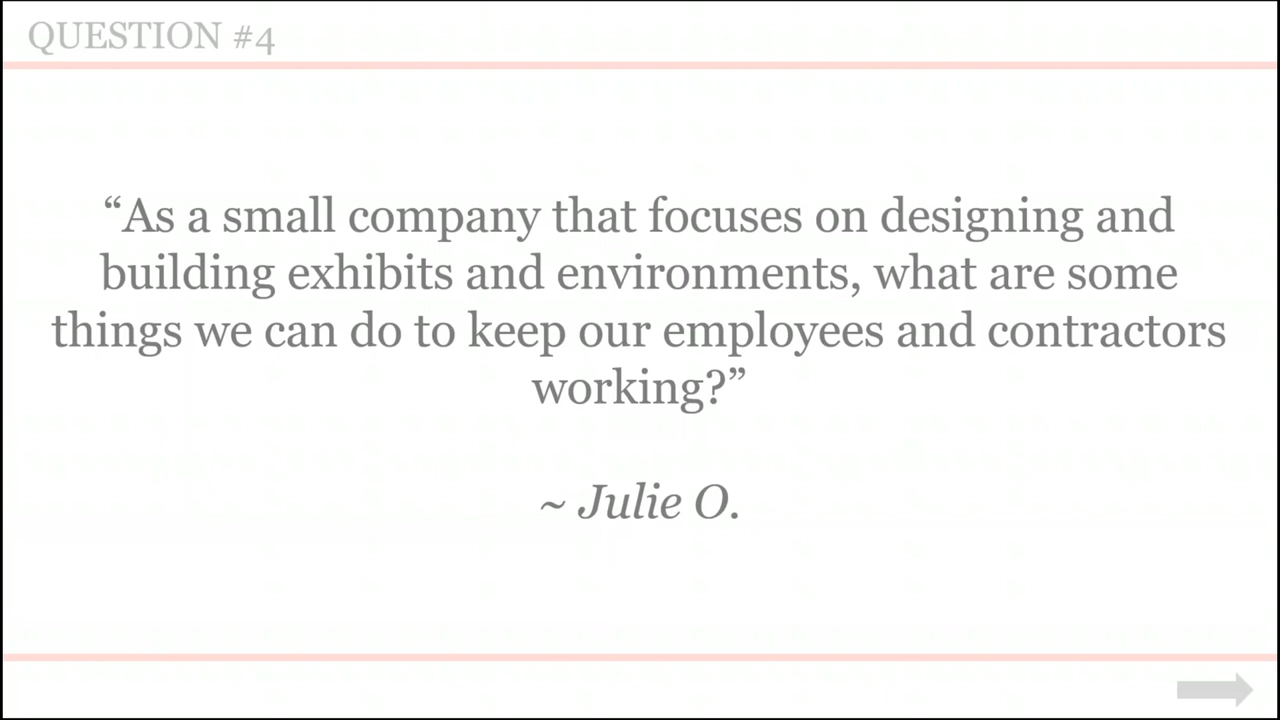 QUESTION #4
“As a small company that focuses on designing and
building exhibits and environments, what are some
things we can do to keep our employees and contractors
working?”
~ Julie O.